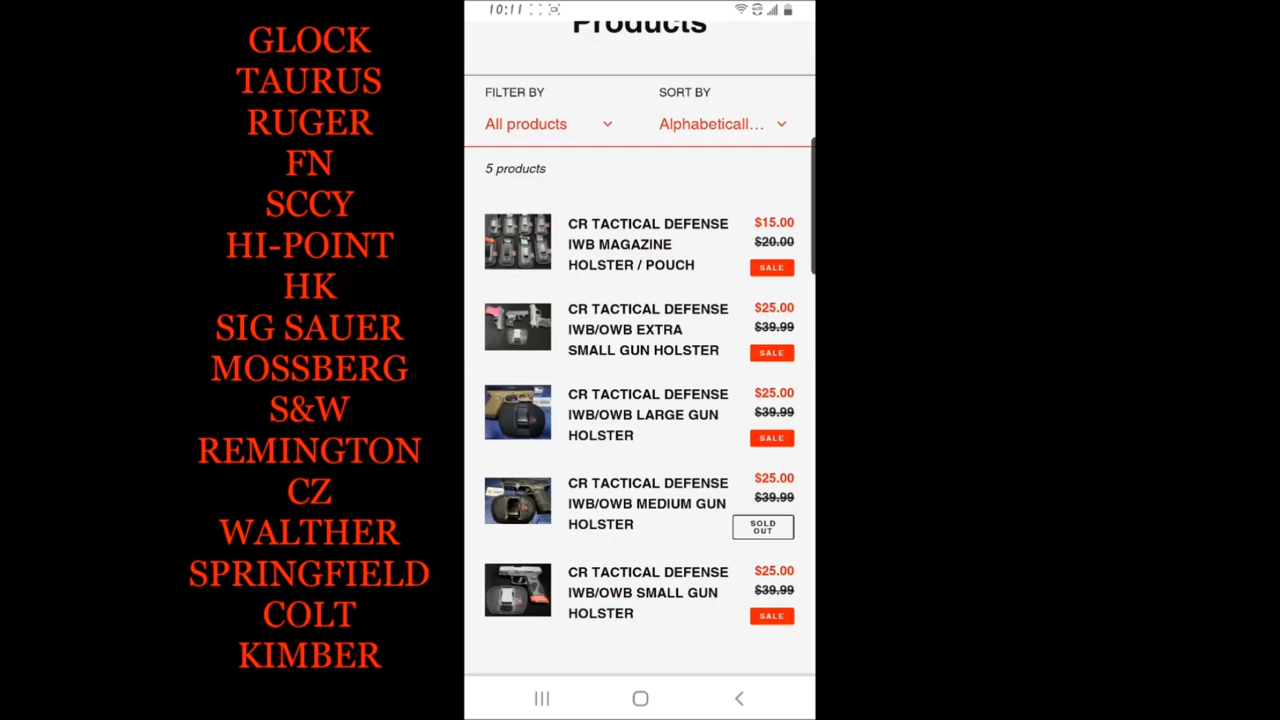 GLOCK
TAURUS
RUGER
FN
SCCY
HI-POINT
HK
SIG SAUER
MOSSBERG
S&W
REMINGTON
CZ
WALTHER
SPRINGFIELD
COLT
KIMBER
10:11
Products
FILTER BY
SORT BY
All products
Alphabeticall...
5 products
CR TACTICAL DEFENSE
IWB MAGAZINE
HOLSTER / POUCH
$15.00
$20.00
SALE
CR TACTICAL DEFENSE
IWB/OWB EXTRA
SMALL GUN HOLSTER
$25.00
$39.99
SALE
CR TACTICAL DEFENSE
IWB/OWB LARGE GUN
HOLSTER
$25.00
$39.99
SALE
CR TACTICAL DEFENSE
IWB/OWB MEDIUM GUN
HOLSTER
$25.00
$39.99
SOLD
OUT
CR TACTICAL DEFENSE
IWB/OWB SMALL GUN
HOLSTER
$25.00
$39.99
SALE